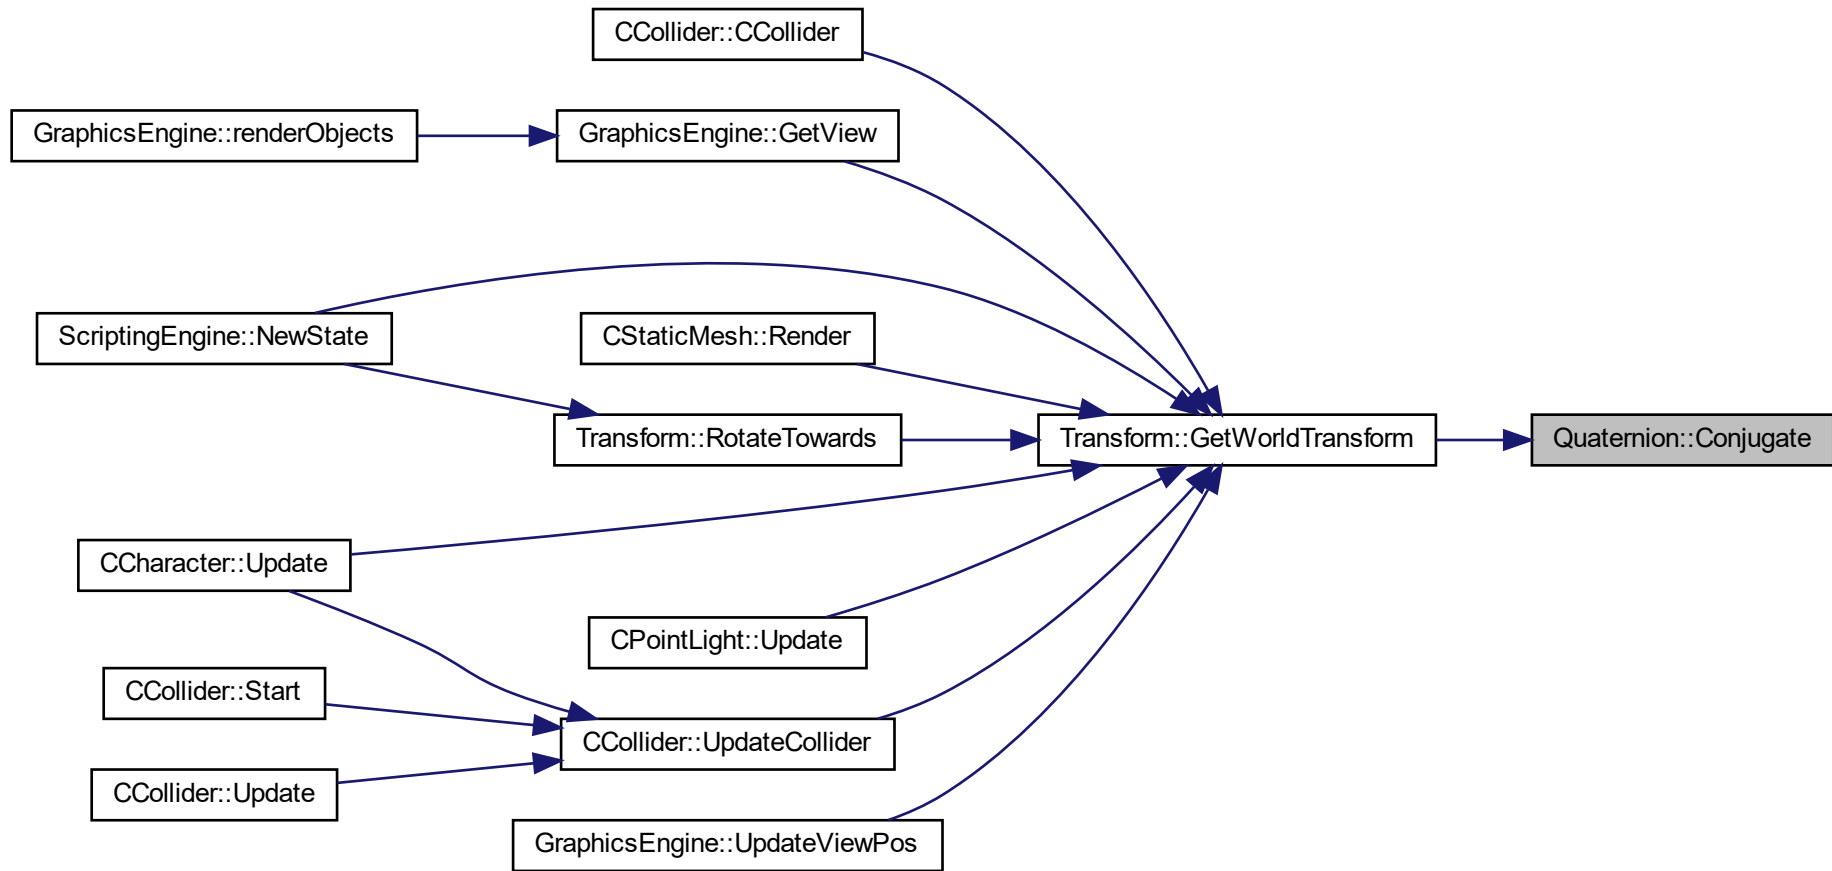 CCollider::CCollider
GraphicsEngine::renderObjects
GraphicsEngine::GetView
ScriptingEngine::NewState
CStaticMesh::Render
Transform::RotateTowards
Transform::GetWorldTransform
Quaternion::Conjugate
CCharacter::Update
CPointLight::Update
CCollider::Start
CCollider::UpdateCollider
CCollider::Update
GraphicsEngine::UpdateViewPos